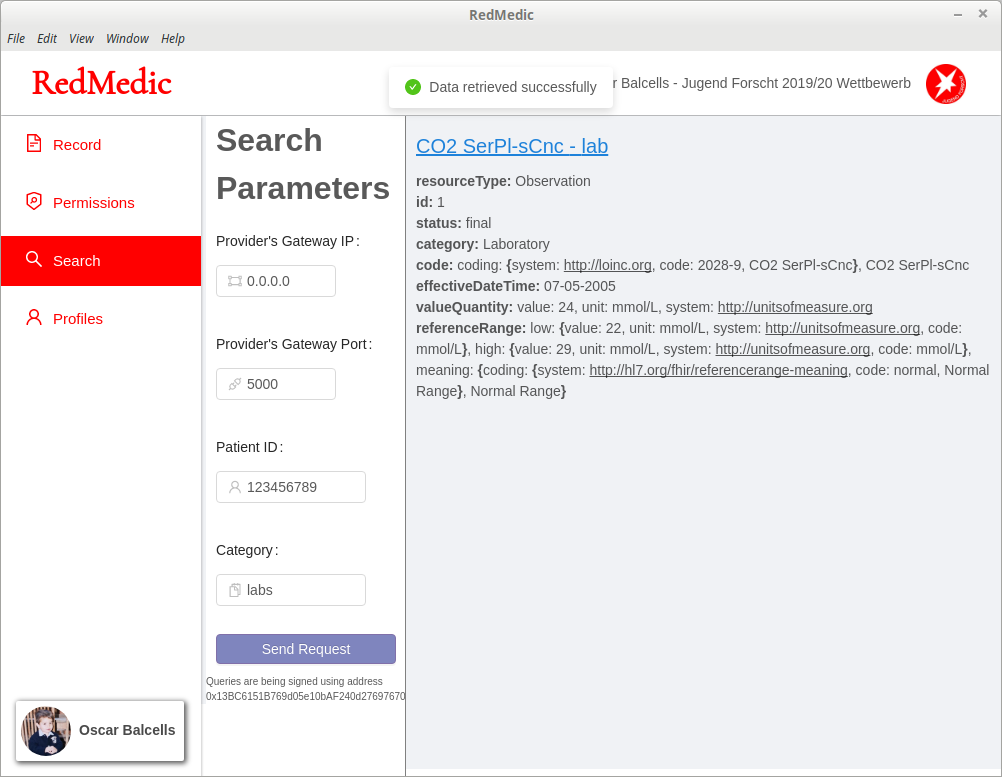 RedMedic
File Edit View Window Help
RedMedic
Data retrieved successfully
r Balcells - Jugend Forscht 2019/20 Wettbewerb
Record
Permissions
Search
Profiles
Oscar Balcells
Search
Parameters
Provider's Gateway IP:
0.0.0.0
Provider's Gateway Port:
5000
Patient ID:
123456789
Category:
labs
Send Request
Queries are being signed using address
0x13BC6151B769d05e10bAF240d27697670
CO2 SerPl-sCnc - lab
resourceType: Observation
id: 1
status: final
category: Laboratory
code: coding: {system: http://loinc.org, code: 2028-9, CO2 SerPl-sCnc}, CO2 SerPl-sCnc
effectiveDateTime: 07-05-2005
valueQuantity: value: 24, unit: mmol/L, system: http://unitsofmeasure.org
referenceRange: low: {value: 22, unit: mmol/L, system: http://unitsofmeasure.org, code:
mmol/L}, high: {value: 29, unit: mmol/L, system: http://unitsofmeasure.org, code: mmol/L},
meaning: {coding: {system: http://hl7.org/fhir/referencerange-meaning, code: normal, Normal
Range}, Normal Range}